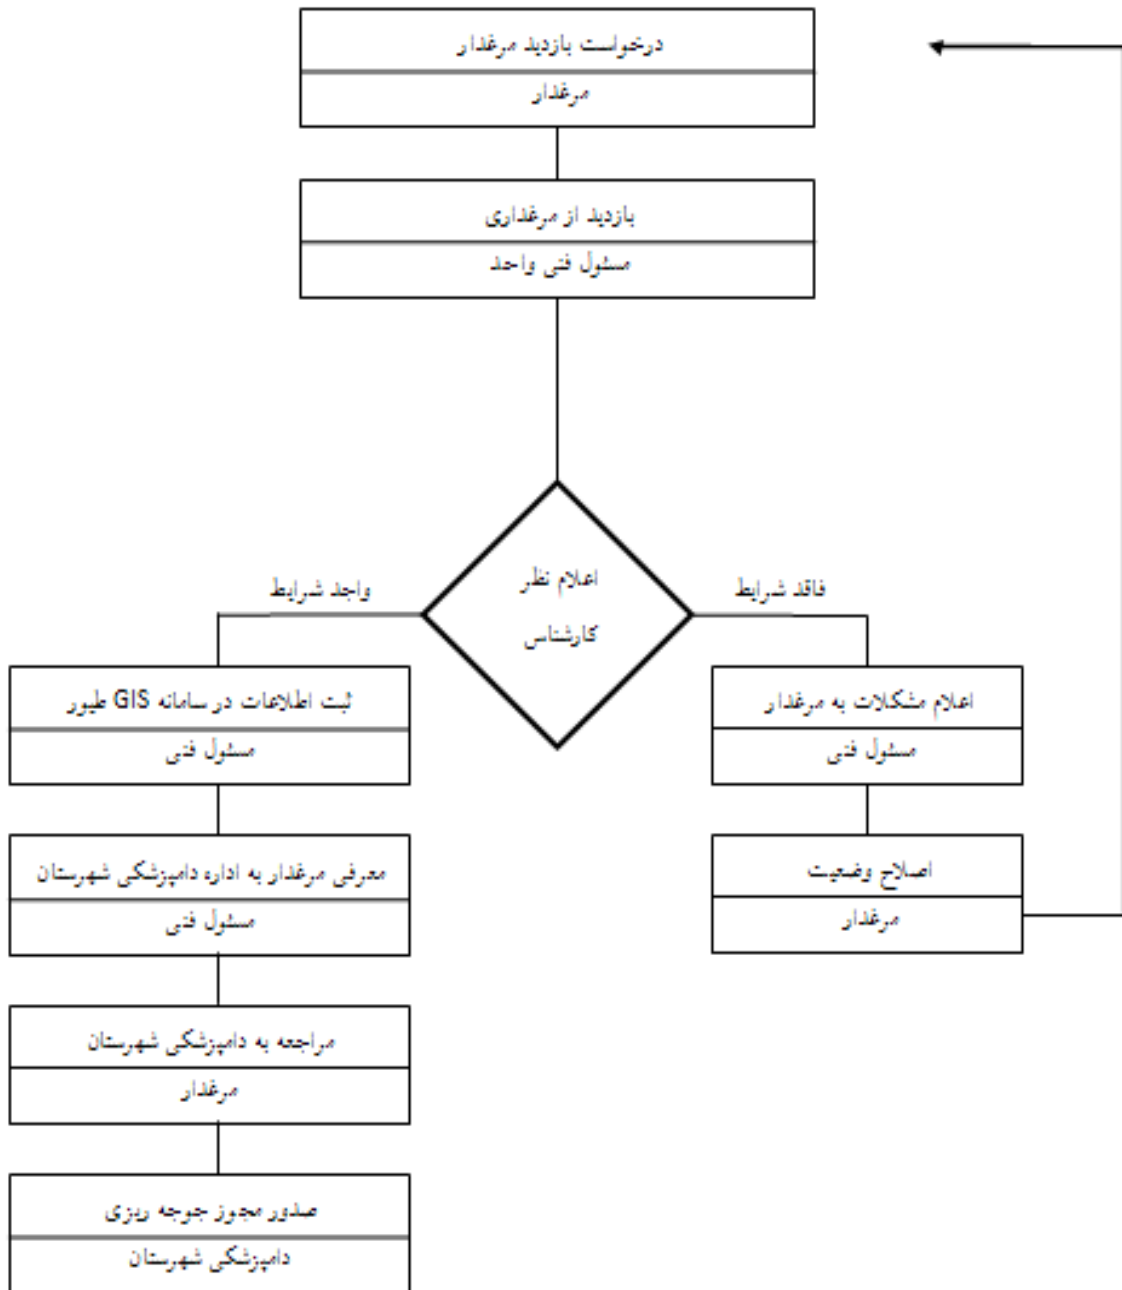 درخواست بازدید مرغدار
مرغدار
بازدید از مرغداری
مسئول فنی واحد
اعلام نظر
کارشناس
فاقد شرایط
واجد شرایط
اعلام مشکلات به مرغدار
مسئول فنی
اصلاح وضعیت
مرغدار
ثبت اطلاعات در سامانه GIS طیور
مسئول فنی
معرفی مرغدار به اداره دامپزشکی شهرستان
مسئول فنی
مراجعه به دامپزشکی شهرستان
مرغدار
صدور مجوز جوجه ریزی
دامپزشکی شهرستان